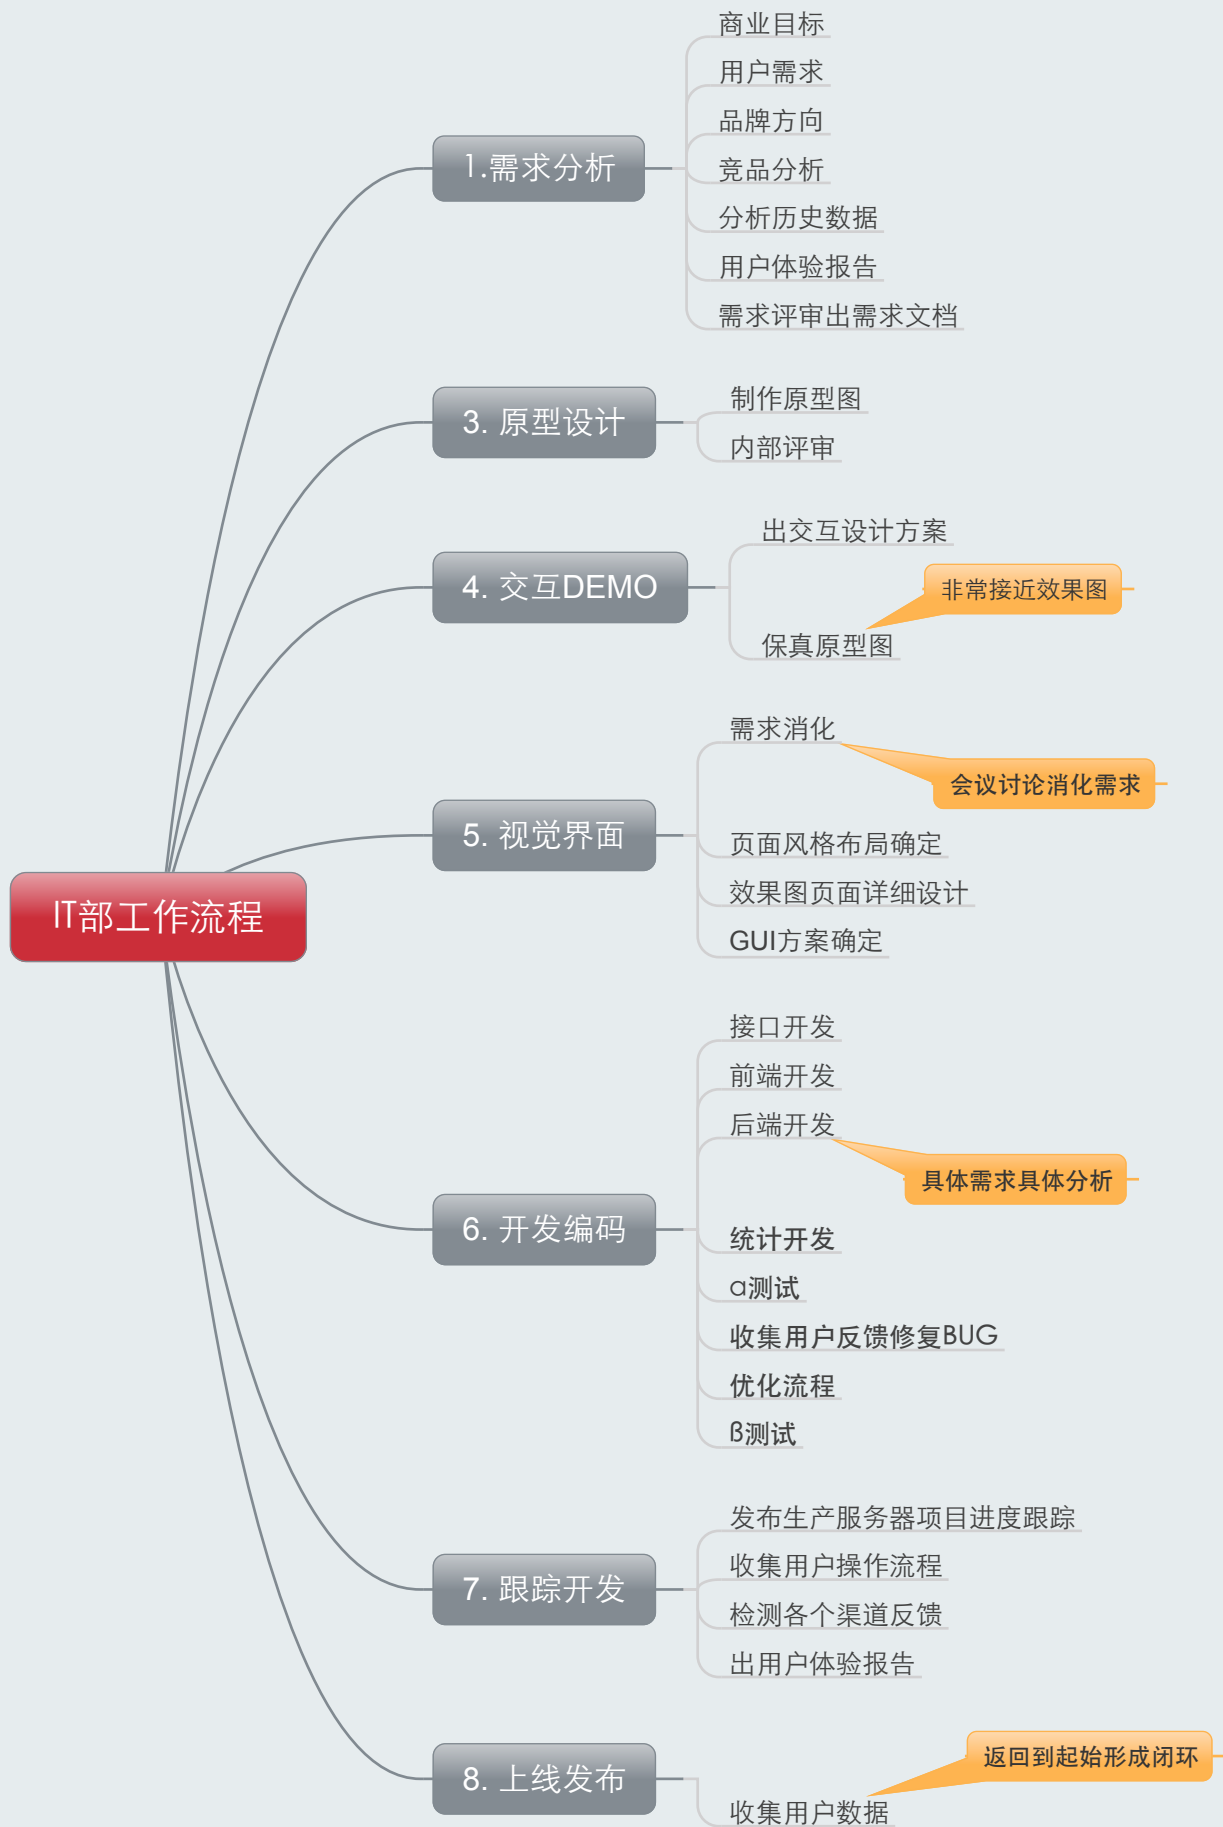 IT部工作流程
1.需求分析
商业目标
用户需求
品牌方向
竞品分析
分析历史数据
用户体验报告
需求评审出需求文档
3. 原型设计
制作原型图
内部评审
4. 交互DEMO
出交互设计方案
非常接近效果图
保真原型图
5. 视觉界面
需求消化
会议讨论消化需求
页面风格布局确定
效果图页面详细设计
GUI方案确定
6. 开发编码
接口开发
前端开发
后端开发
具体需求具体分析
统计开发
α测试
收集用户反馈修复BUG
优化流程
ß测试
7. 跟踪开发
发布生产服务器项目进度跟踪
收集用户操作流程
检测各个渠道反馈
出用户体验报告
8. 上线发布
返回到起始形成闭环
收集用户数据